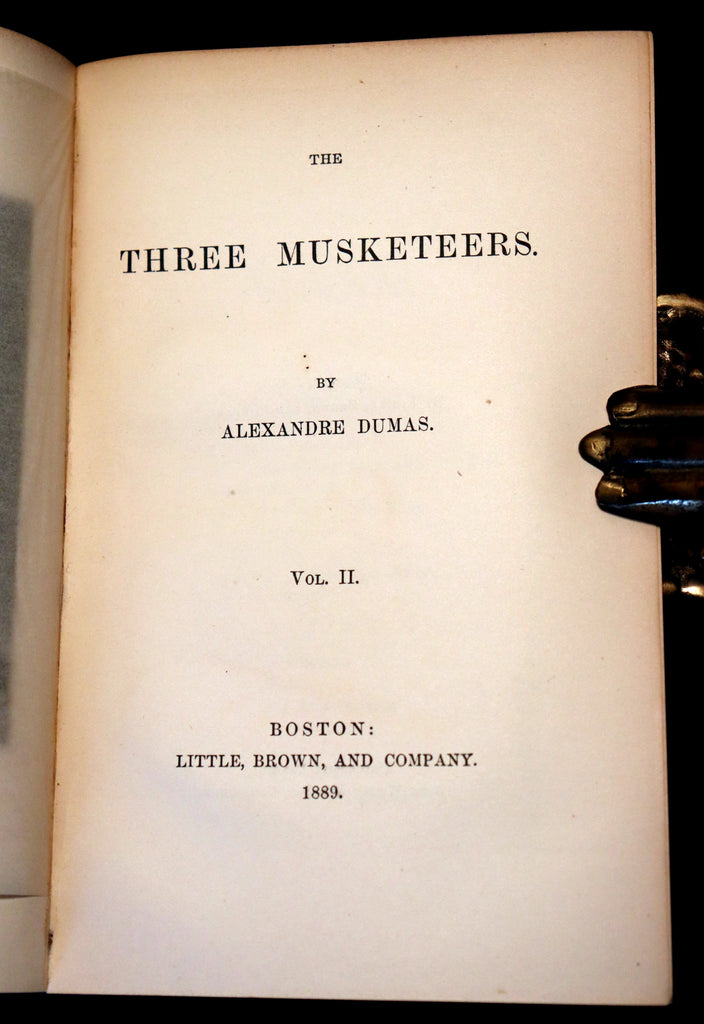 THE
THREE MUSKETEERS.
BY
ALEXANDRE DUMAS.
VOL. II.
BOSTON:
LITTLE, BROWN, AND COMPANY.
1889.